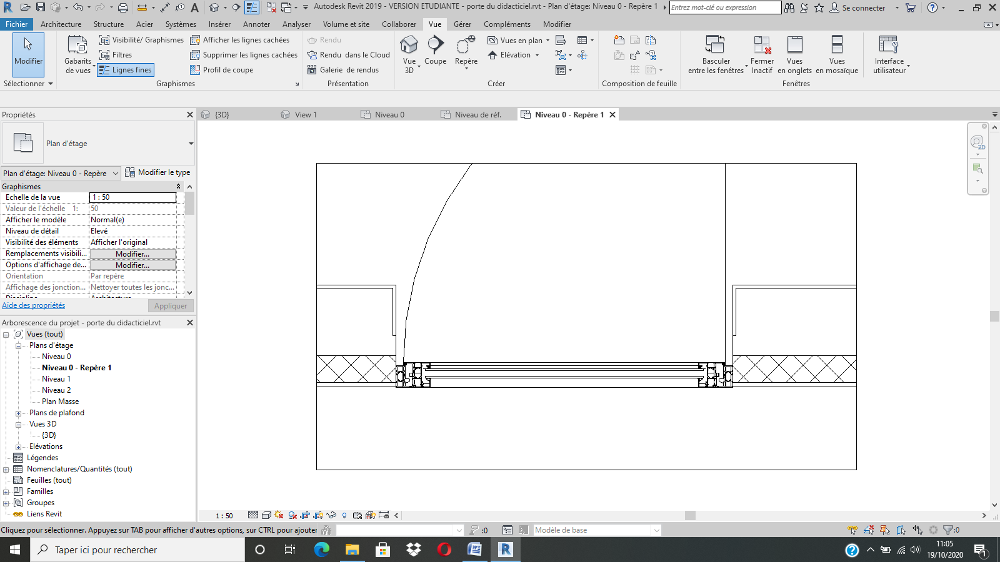 Autodesk Revit 2019 - VERSION ETUDIANTE - porte du didacticiel.rvt - Plan d'étage: Niveau 0 - Repère 1
Entrez mot-clé ou expression
Se connecter
Fichier
Architecture
Structure
Acier
Systèmes
Insérer
Annoter
Analyser
Volume et site
Collaborer
Vue
Gérer
Compléments
Modifier
Modifier
Sélectionner
Gabarits
de vues
Visibilité/ Graphismes
Filtres
Lignes fines
Afficher les lignes cachées
Supprimer les lignes cachées
Profil de coupe
Graphismes
Rendu
Rendu dans le Cloud
Galerie de rendus
Présentation
Vue
3D
Coupe
Repère
Vues en plan
Elévation
Créer
Composition de feuille
Basculer
entre les fenêtres
Fermer
Inactif
Vues
en onglets
Vues
en mosaïque
Fenêtres
Interface
utilisateur
Propriétés
{3D}
View 1
Niveau 0
Niveau de réf.
Niveau 0 - Repère 1
Plan d'étage
Plan d'étage: Niveau 0 - Repère
Modifier le type
Graphismes
Echelle de la vue 1 : 50
Valeur de l'échelle 1: 50
Afficher le modèle Normal(e)
Niveau de détail Elevé
Visibilité des éléments Afficher l'original
Remplacements visibili... Modifier...
Options d'affichage de... Modifier...
Orientation Par repère
Affichage des jonction... Nettoyer toutes les jonc...
Discipline Architecture
Aide des propriétés
Appliquer
Arborescence du projet - porte du didacticiel.rvt
Vues (tout)
Plans d'étage
Niveau 0
Niveau 0 - Repère 1
Niveau 1
Niveau 2
Plan Masse
Plans de plafond
Vues 3D
{3D}
Elévations
Légendes
Nomenclatures/Quantités (tout)
Feuilles (tout)
Familles
Groupes
Liens Revit
2D
1 : 50
Cliquez pour sélectionner. Appuyez sur TAB pour afficher d'autres options, sur CTRL pour ajouter
:0
Modèle de base
:0
Taper ici pour rechercher
11:05
19/10/2020
1